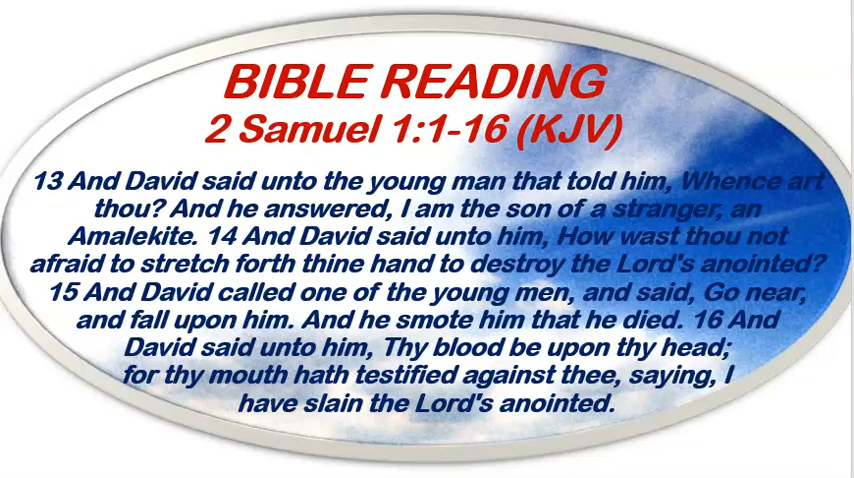 BIBLE READING
2 Samuel 1:1-16 (KJV)
13 And David said unto the young man that told him, Whence art
thou? And he answered, I am the son of a stranger, an
Amalekite. 14 And David said unto him, How wast thou not
afraid to stretch forth thine hand to destroy the Lord's anointed?
15 And David called one of the young men, and said, Go near,
and fall upon him. And he smote him that he died. 16 And
David said unto him, Thy blood be upon thy head;
for thy mouth hath testified against thee, saying, I
have slain the Lord's anointed.